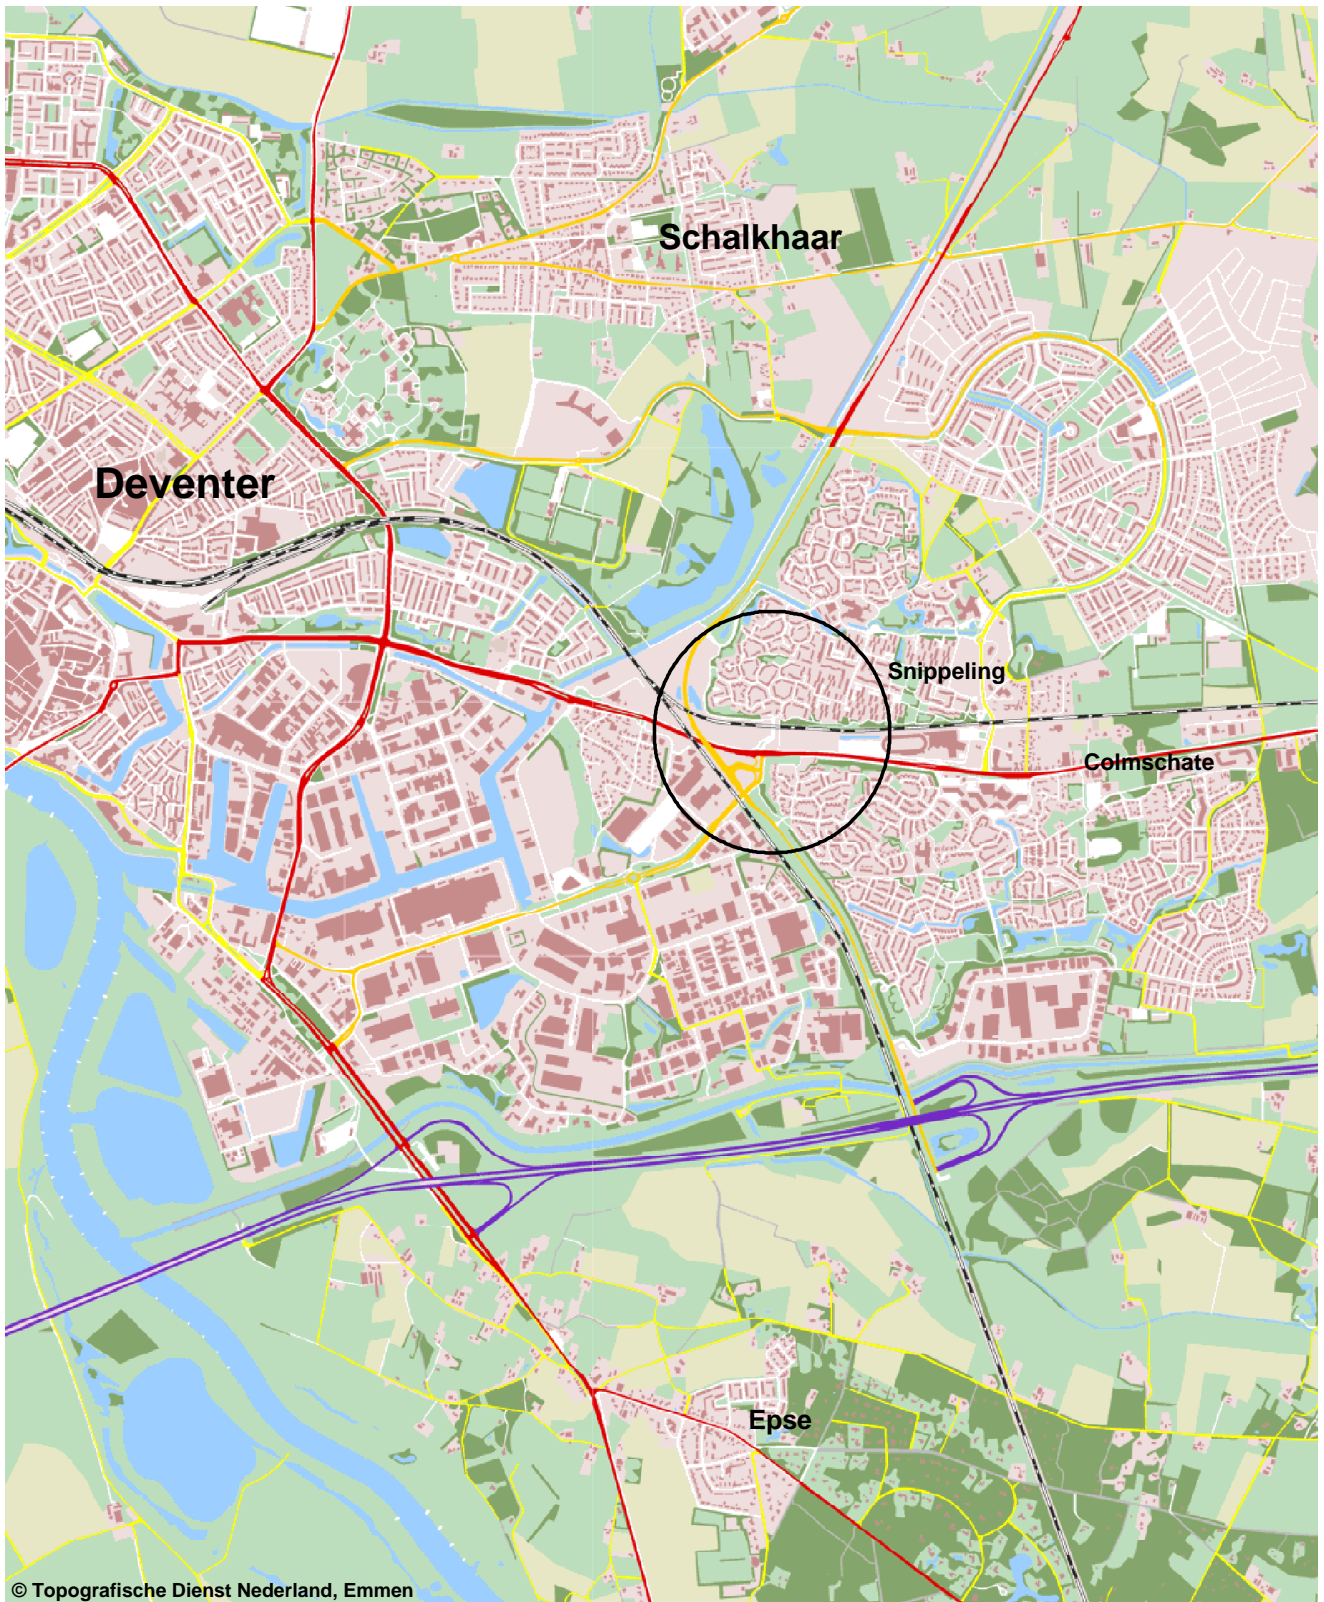 Schalkhaar
Deventer
Snippeling
Colmschate
Epse
© Topografische Dienst Nederland, Emmen